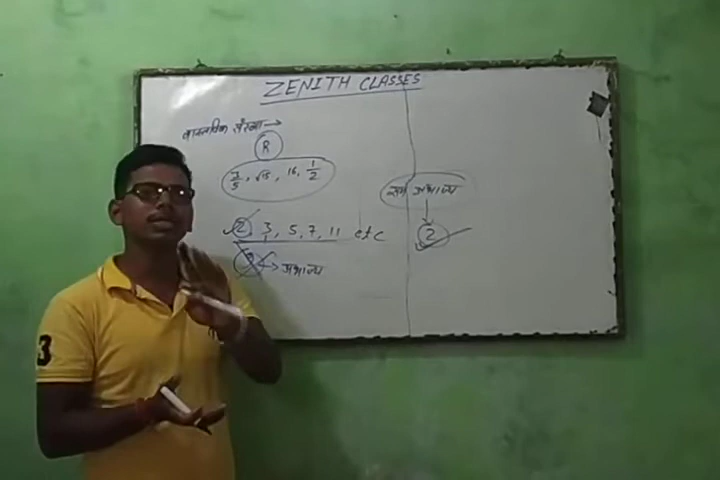 ZENITH CLASSES
वास्तविक संख्या →
R
2/5, √15, 16, 1/2
सम अभाज्य
2, 3, 5, 7, 11 etc
2
→ अभाज्य
3